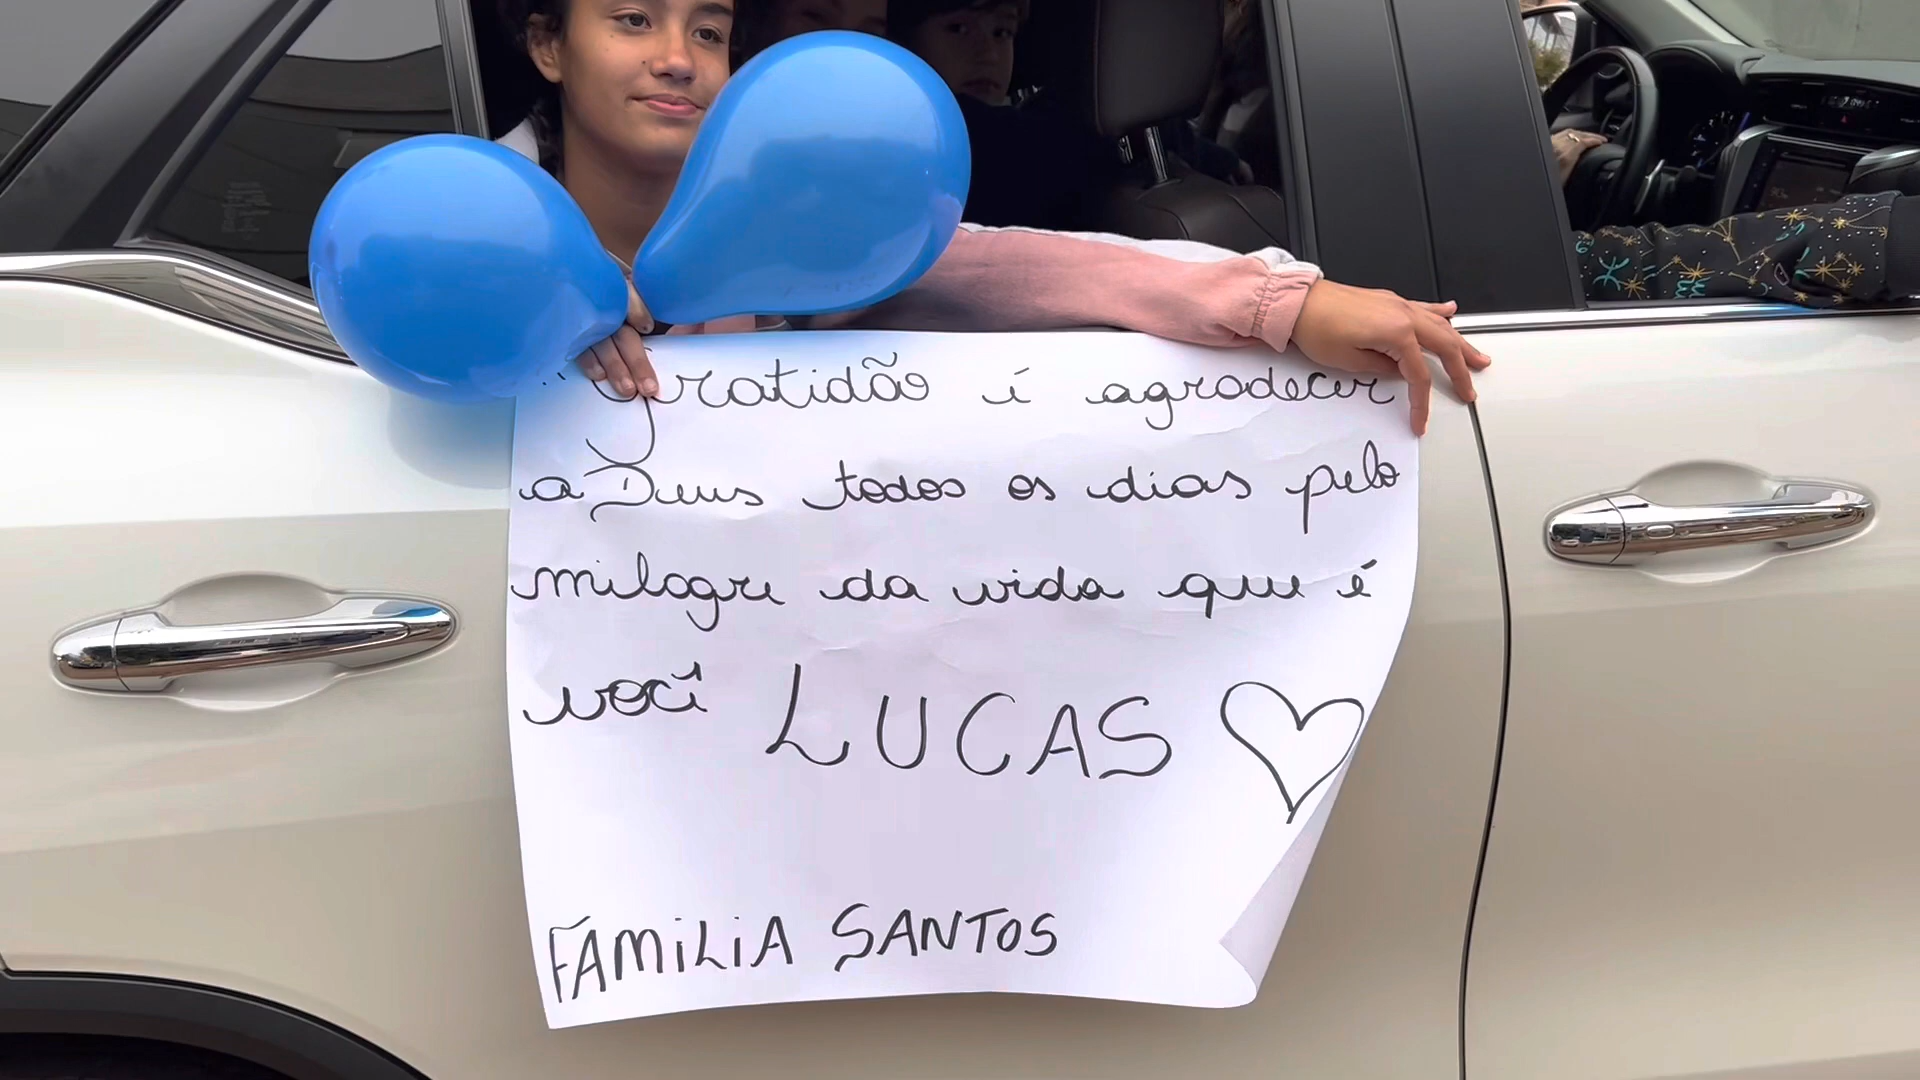 "Gratidão é agradecer
a Deus todos os dias pelo
milagre da vida que é
você LUCAS
FAMILIA SANTOS